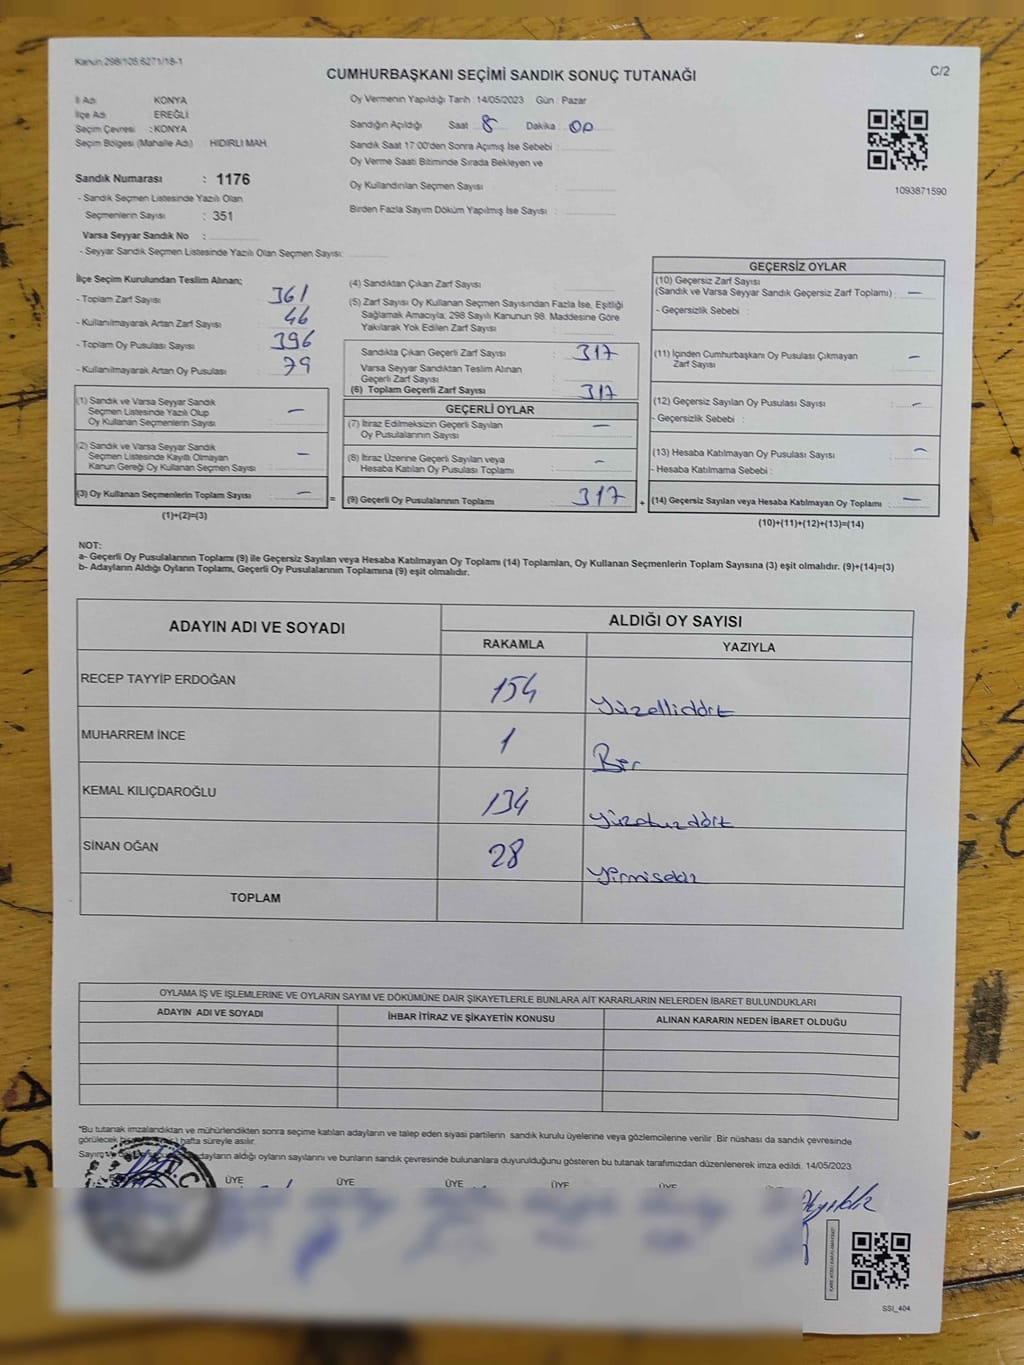 Kanun 298/105,6271/18-1
CUMHURBAŞKANI SEÇİMİ SANDIK SONUÇ TUTANAĞI
C/2
İl Adı KONYA
İlçe Adı EREĞLİ
Seçim Çevresi : KONYA
Seçim Bölgesi (Mahalle Adı) : HIDIRLI MAH.
Sandık Numarası : 1176
- Sandık Seçmen Listesinde Yazılı Olan
Seçmenlerin Sayısı : 351
Varsa Seyyar Sandık No :
- Seyyar Sandık Seçmen Listesinde Yazılı Olan Seçmen Sayısı:
Oy Vermenin Yapıldığı Tarih : 14/05/2023 Gün : Pazar
Sandığın Açıldığı Saat 8 Dakika : 00
Sandık Saat 17:00'den Sonra Açımış İse Sebebi :
Oy Verme Saati Bitiminde Sırada Bekleyen ve
Oy Kullandırılan Seçmen Sayısı :
Birden Fazla Sayım Döküm Yapılmış İse Sayısı :
1093871590
İlçe Seçim Kurulundan Teslim Alınan;
- Toplam Zarf Sayısı 361
- Kullanılmayarak Artan Zarf Sayısı 46
- Toplam Oy Pusulası Sayısı 396
- Kullanılmayarak Artan Oy Pusulası 79
(1) Sandık ve Varsa Seyyar Sandık
Seçmen Listesinde Yazılı Olup
Oy Kullanan Seçmenlerin Sayısı : —
(2) Sandık ve Varsa Seyyar Sandık
Seçmen Listesinde Kayıtlı Olmayan
Kanun Gereği Oy Kullanan Seçmen Sayısı : —
(3) Oy Kullanan Seçmenlerin Toplam Sayısı : —
(1)+(2)=(3)
=
(4) Sandıktan Çıkan Zarf Sayısı :
(5) Zarf Sayısı Oy Kullanan Seçmen Sayısından Fazla İse, Eşitliği
Sağlamak Amacıyla, 298 Sayılı Kanunun 98. Maddesine Göre
Yakılarak Yok Edilen Zarf Sayısı :
Sandıkta Çıkan Geçerli Zarf Sayısı : 317
Varsa Seyyar Sandıktan Teslim Alınan
Geçerli Zarf Sayısı :
(6) Toplam Geçerli Zarf Sayısı : 317
GEÇERLİ OYLAR
(7) İtiraz Edilmeksizin Geçerli Sayılan
Oy Pusulalarının Sayısı : —
(8) İtiraz Üzerine Geçerli Sayılan veya
Hesaba Katılan Oy Pusulası Toplamı : —
(9) Geçerli Oy Pusulalarının Toplamı : 317
+
GEÇERSİZ OYLAR
(10) Geçersiz Zarf Sayısı
(Sandık ve Varsa Seyyar Sandık Geçersiz Zarf Toplamı) : —
- Geçersizlik Sebebi :
(11) İçinden Cumhurbaşkanı Oy Pusulası Çıkmayan
Zarf Sayısı : —
(12) Geçersiz Sayılan Oy Pusulası Sayısı : —
- Geçersizlik Sebebi :
(13) Hesaba Katılmayan Oy Pusulası Sayısı : —
- Hesaba Katılmama Sebebi :
(14) Geçersiz Sayılan veya Hesaba Katılmayan Oy Toplamı : —
(10)+(11)+(12)+(13)=(14)
NOT:
a- Geçerli Oy Pusulalarının Toplamı (9) ile Geçersiz Sayılan veya Hesaba Katılmayan Oy Toplamı (14) Toplamları, Oy Kullanan Seçmenlerin Toplam Sayısına (3) eşit olmalıdır. (9)+(14)=(3)
b- Adayların Aldığı Oyların Toplamı, Geçerli Oy Pusulalarının Toplamına (9) eşit olmalıdır.
ADAYIN ADI VE SOYADI
ALDIĞI OY SAYISI
RAKAMLA YAZIYLA
RECEP TAYYİP ERDOĞAN 154 Yüzellidört
MUHARREM İNCE 1 Bir
KEMAL KILIÇDAROĞLU 134 yüzotuzdört
SİNAN OĞAN 28 yirmisekiz
TOPLAM
OYLAMA İŞ VE İŞLEMLERİNE VE OYLARIN SAYIM VE DÖKÜMÜNE DAİR ŞİKAYETLERLE BUNLARA AİT KARARLARIN NELERDEN İBARET BULUNDUKLARI
ADAYIN ADI VE SOYADI İHBAR İTİRAZ VE ŞİKAYETİN KONUSU ALINAN KARARIN NEDEN İBARET OLDUĞU
"Bu tutanak imzalandıktan ve mühürlendikten sonra seçime katılan adayların ve talep eden siyasi partilerin sandık kurulu üyelerine veya gözlemcilerine verilir. Bir nüshası da sandık çevresinde
görülecek hafta süreyle asılır.
adayların aldığı oyların sayılarını ve bunların sandık çevresinde bulunanlara duyurulduğunu gösteren bu tutanak tarafımızdan düzenlenerek imza edildi. 14/05/2023
ÜYE ÜYE ÜYE ÜYE ÜYE
SSİ_404